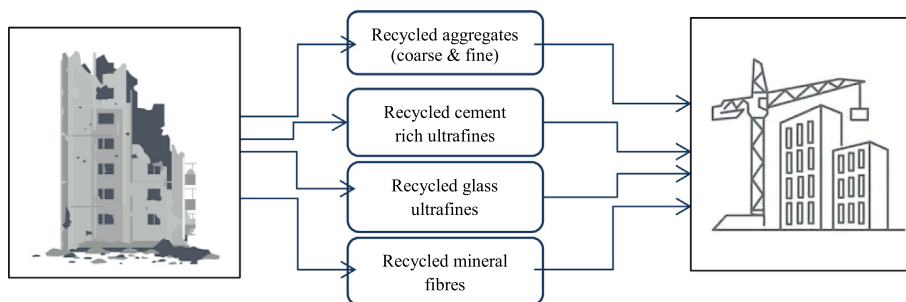 Recycled aggregates
(coarse & fine)
Recycled cement
rich ultrafines
Recycled glass
ultrafines
Recycled mineral
fibres